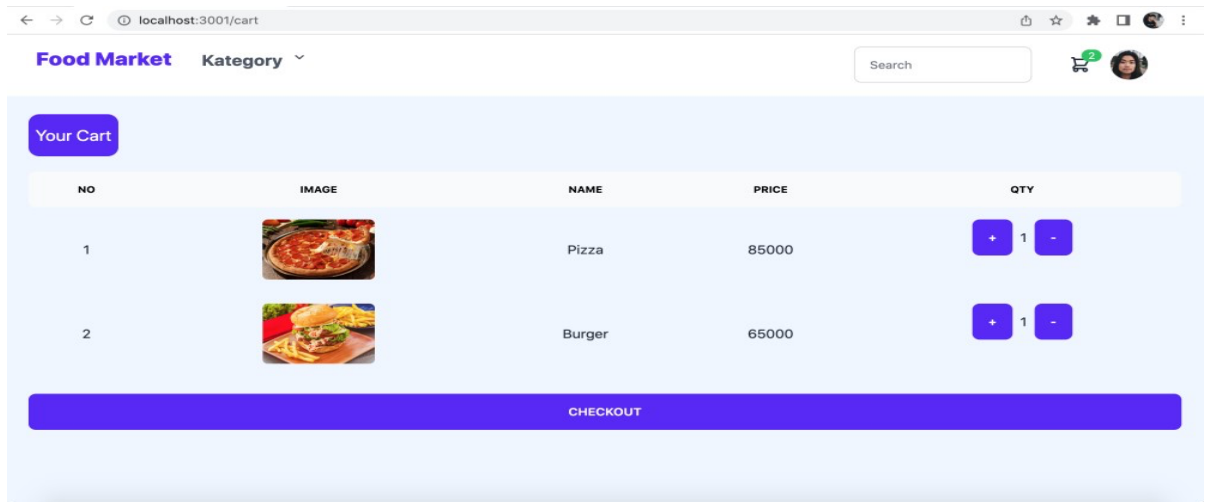 localhost:3001/cart
Food Market Kategory Search 2
Your Cart
NO IMAGE NAME PRICE QTY
1 Pizza 85000 + 1 -
2 Burger 65000 + 1 -
CHECKOUT